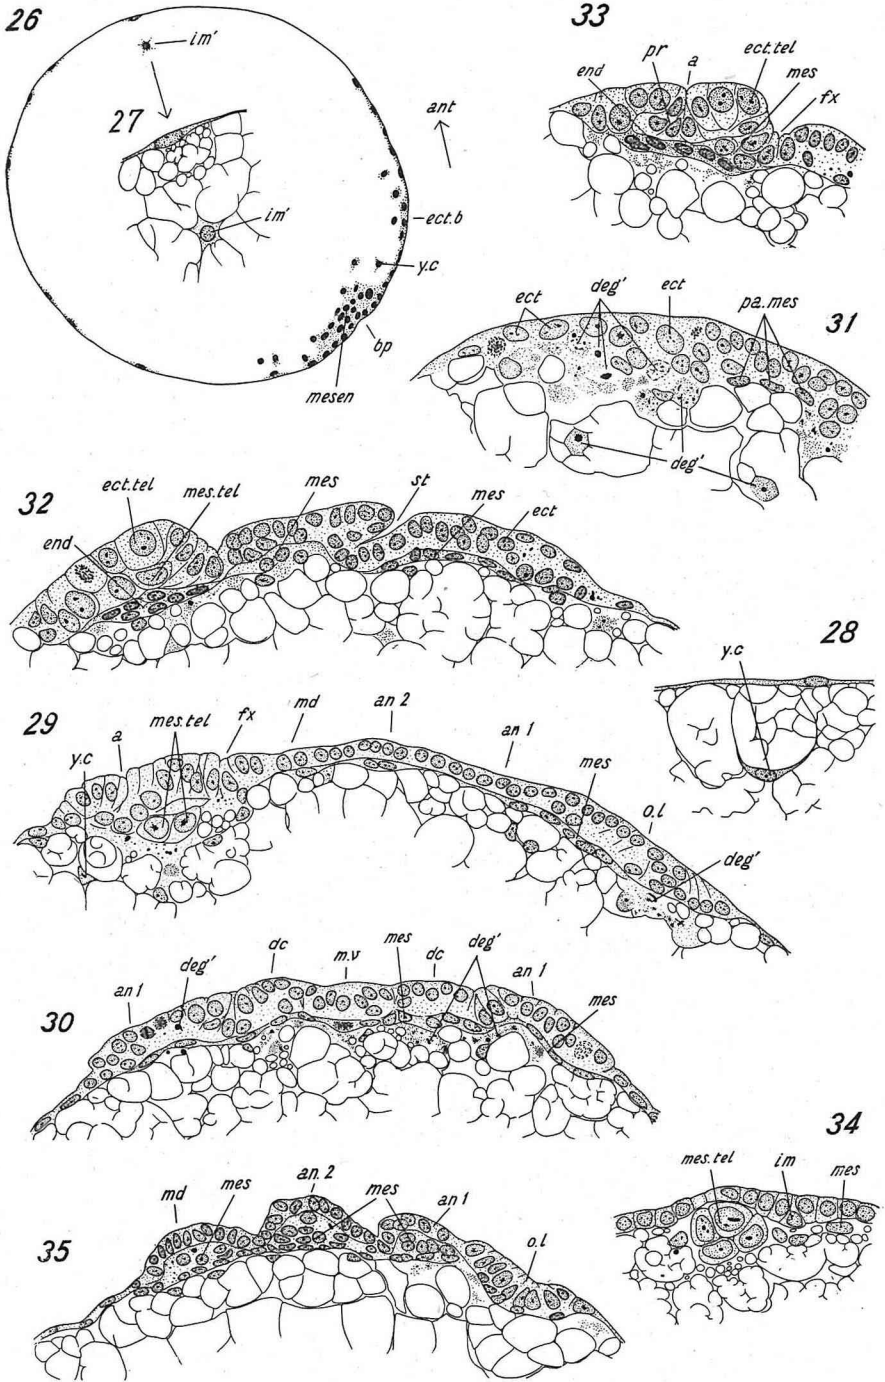 26
im'
27
im'
ant
ect.b
y.c
bp
mesen
33
pr
a
ect.tel
end
mes
fx
31
ect
deg'
ect
pa.mes
deg'
32
ect.tel
mes.tel
mes
st
mes
ect
end
28
y.c
29
y.c
a
mes.tel
fx
md
an 2
an 1
mes
o.l
deg'
30
an 1
deg'
dc
m.v
mes
dc
deg'
an 1
mes
34
mes.tel
im
mes
35
md
mes
an.2
mes
an 1
o.l